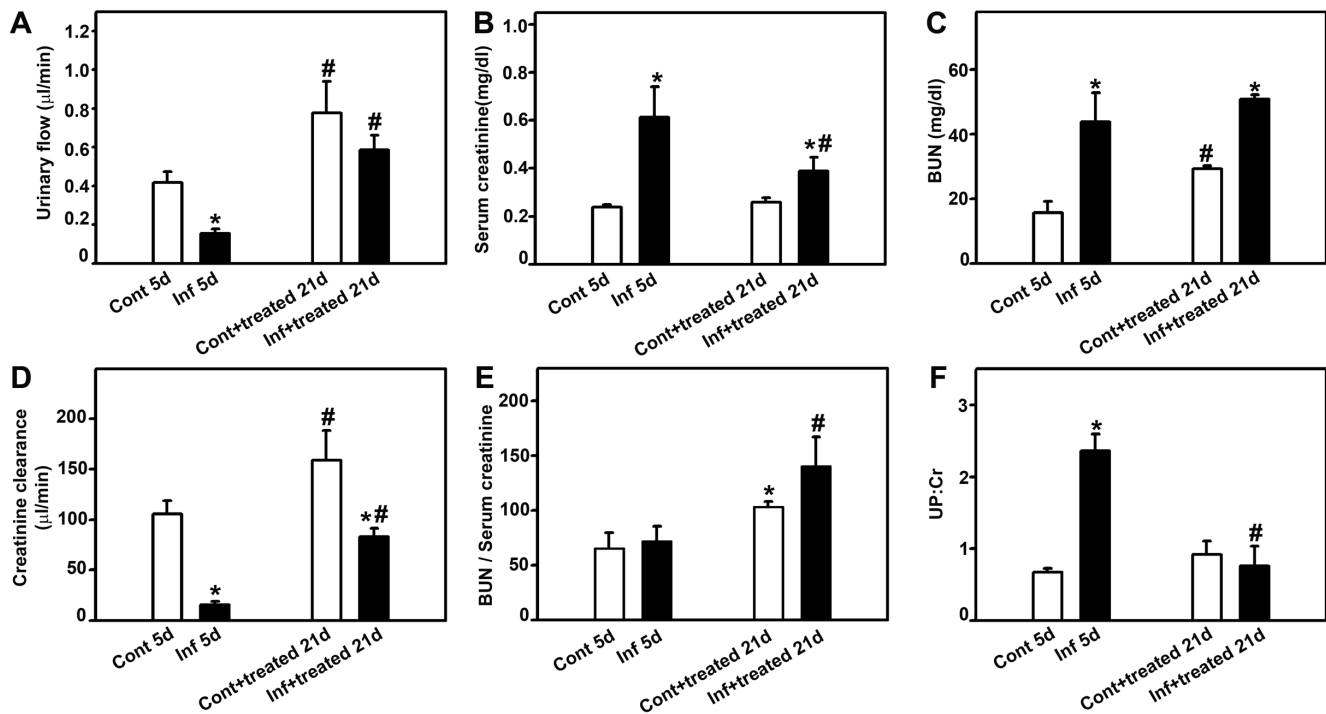 A
Urinary flow (μl/min)
1.2
1.0
0.8
0.6
0.4
0.2
0
*
#
#
Cont 5d
Inf 5d
Cont+treated 21d
Inf+treated 21d
B
Serum creatinine(mg/dl)
1.0
0.8
0.6
0.4
0.2
0
*
*#
Cont 5d
Inf 5d
Cont+treated 21d
Inf+treated 21d
C
BUN (mg/dl)
60
40
20
0
*
#
*
Cont 5d
Inf 5d
Cont+treated 21d
Inf+treated 21d
D
Creatinine clearance
(μl/min)
200
150
100
50
0
*
#
*#
Cont 5d
Inf 5d
Cont+treated 21d
Inf+treated 21d
E
BUN / Serum creatinine
200
150
100
50
0
*
#
Cont 5d
Inf 5d
Cont+treated 21d
Inf+treated 21d
F
UP:Cr
3
2
1
0
*
#
Cont 5d
Inf 5d
Cont+treated 21d
Inf+treated 21d